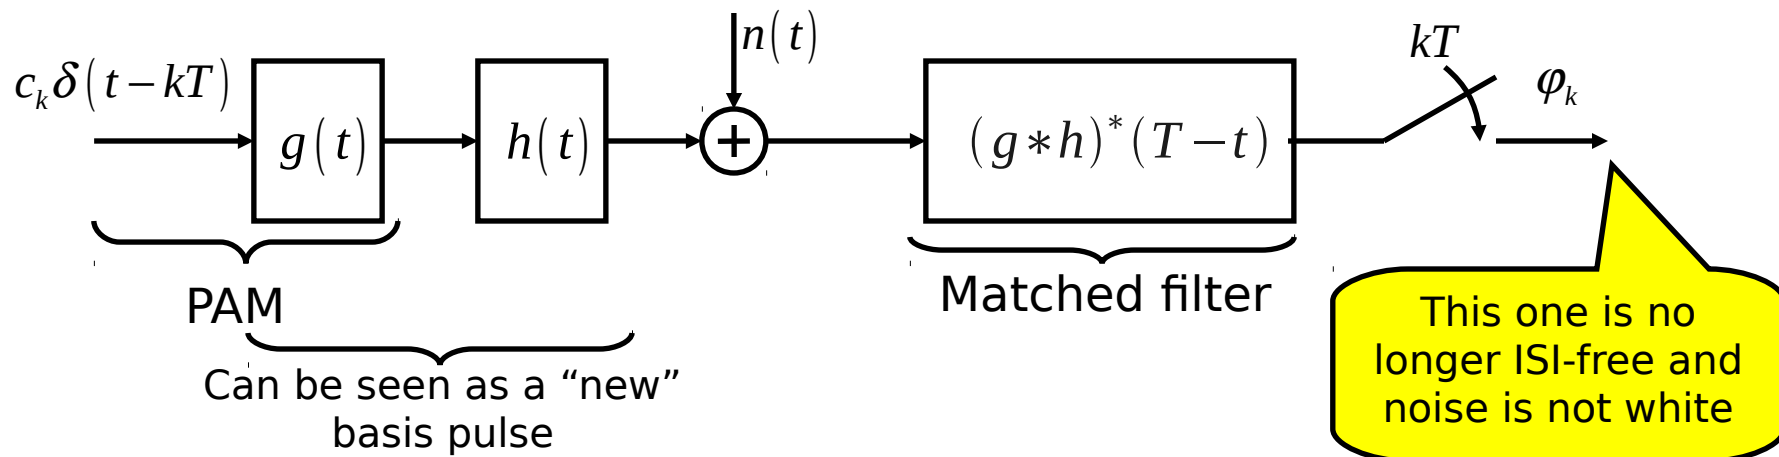 c_k δ(t – kT)
g(t)
h(t)
n(t)
+
(g∗h)^*(T – t)
kT
φ_k
PAM
Matched filter
Can be seen as a “new”
basis pulse
This one is no
longer ISI-free and
noise is not white